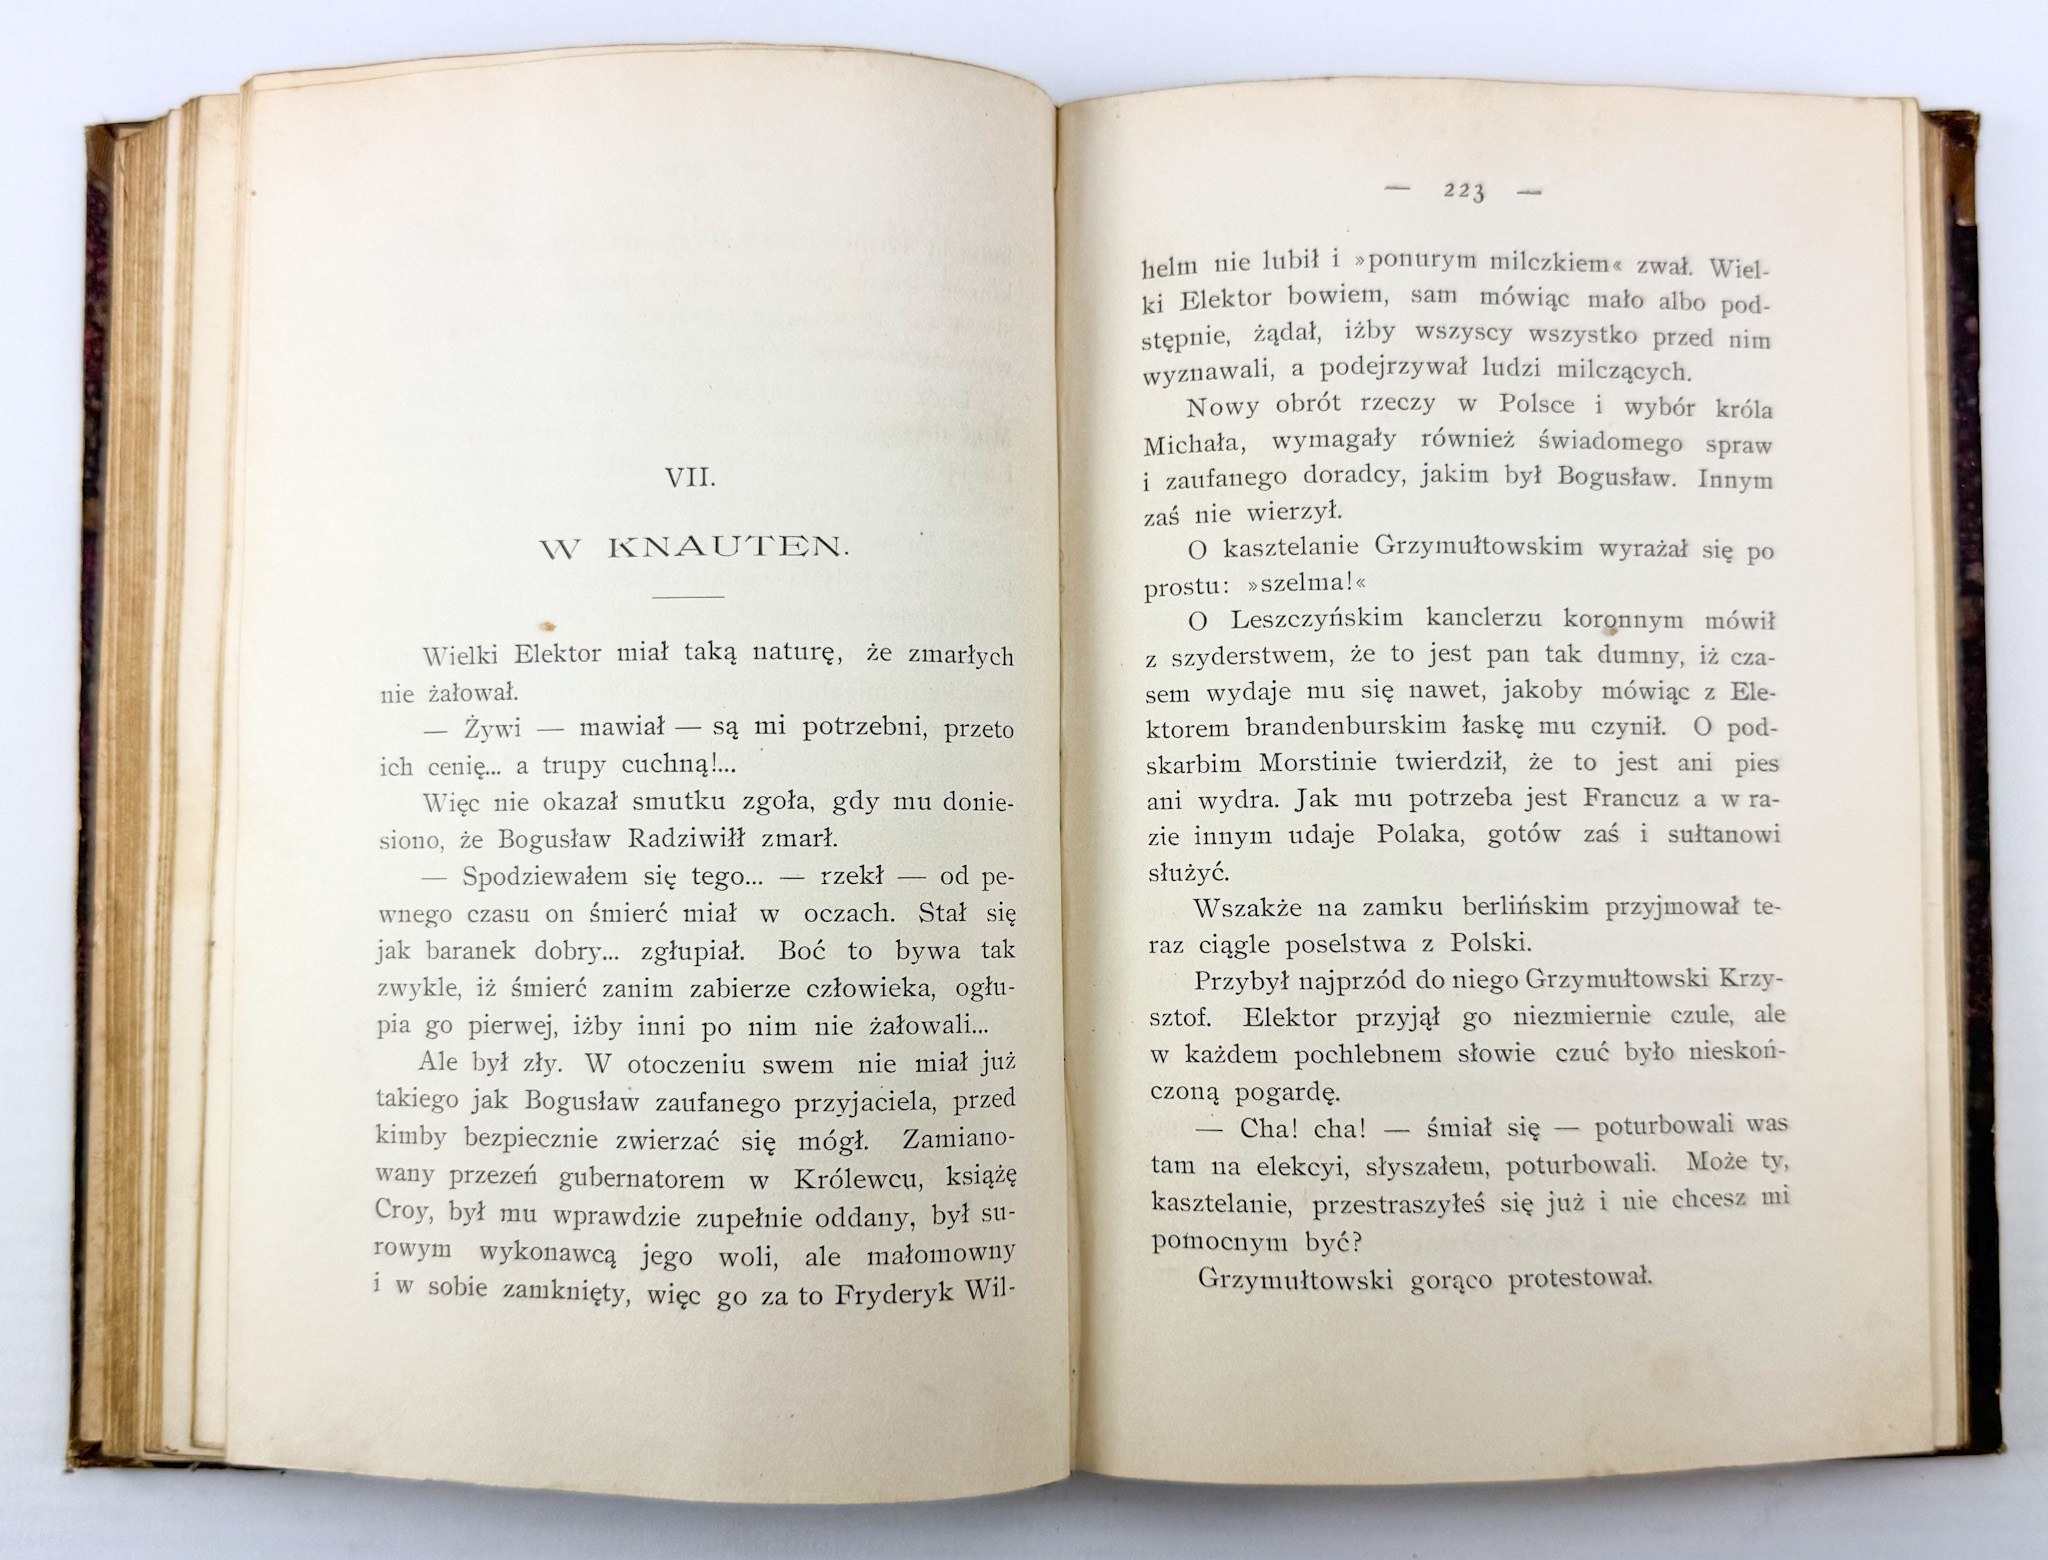 VII.
W KNAUTEN.
Wielki Elektor miał taką naturę, że zmarłych
nie żałował.
— Żywi — mawiał — są mi potrzebni, przeto
ich cenię... a trupy cuchną!...
Więc nie okazał smutku zgoła, gdy mu donie-
siono, że Bogusław Radziwiłł zmarł.
— Spodziewałem się tego... — rzekł — od pe-
wnego czasu on śmierć miał w oczach. Stał się
jak baranek dobry... zgłupiał. Boć to bywa tak
zwykle, iż śmierć zanim zabierze człowieka, ogłu-
pia go pierwej, iżby inni po nim nie żałowali...
Ale był zły. W otoczeniu swem nie miał już
takiego jak Bogusław zaufanego przyjaciela, przed
kimby bezpiecznie zwierzać się mógł. Zamiano-
wany przezeń gubernatorem w Królewcu, książę
Croy, był mu wprawdzie zupełnie oddany, był su-
rowym wykonawcą jego woli, ale małomowny
i w sobie zamknięty, więc go za to Fryderyk Wil-
— 223 —
helm nie lubił i »ponurym milczkiem« zwał. Wiel-
ki Elektor bowiem, sam mówiąc mało albo pod-
stępnie, żądał, iżby wszyscy wszystko przed nim
wyznawali, a podejrzywał ludzi milczących.
Nowy obrót rzeczy w Polsce i wybór króla
Michała, wymagały również świadomego spraw
i zaufanego doradcy, jakim był Bogusław. Innym
zaś nie wierzył.
O kasztelanie Grzymułtowskim wyrażał się po
prostu: »szelma!«
O Leszczyńskim kanclerzu koronnym mówił
z szyderstwem, że to jest pan tak dumny, iż cza-
sem wydaje mu się nawet, jakoby mówiąc z Ele-
ktorem brandenburskim łaskę mu czynił. O pod-
skarbim Morstinie twierdził, że to jest ani pies
ani wydra. Jak mu potrzeba jest Francuz a w ra-
zie innym udaje Polaka, gotów zaś i sułtanowi
służyć.
Wszakże na zamku berlińskim przyjmował te-
raz ciągle poselstwa z Polski.
Przybył najprzód do niego Grzymułtowski Krzy-
sztof. Elektor przyjął go niezmiernie czule, ale
w każdem pochlebnem słowie czuć było nieskoń-
czoną pogardę.
— Cha! cha! — śmiał się — poturbowali was
tam na elekcyi, słyszałem, poturbowali. Może ty,
kasztelanie, przestraszyłeś się już i nie chcesz mi
pomocnym być?
Grzymułtowski gorąco protestował.